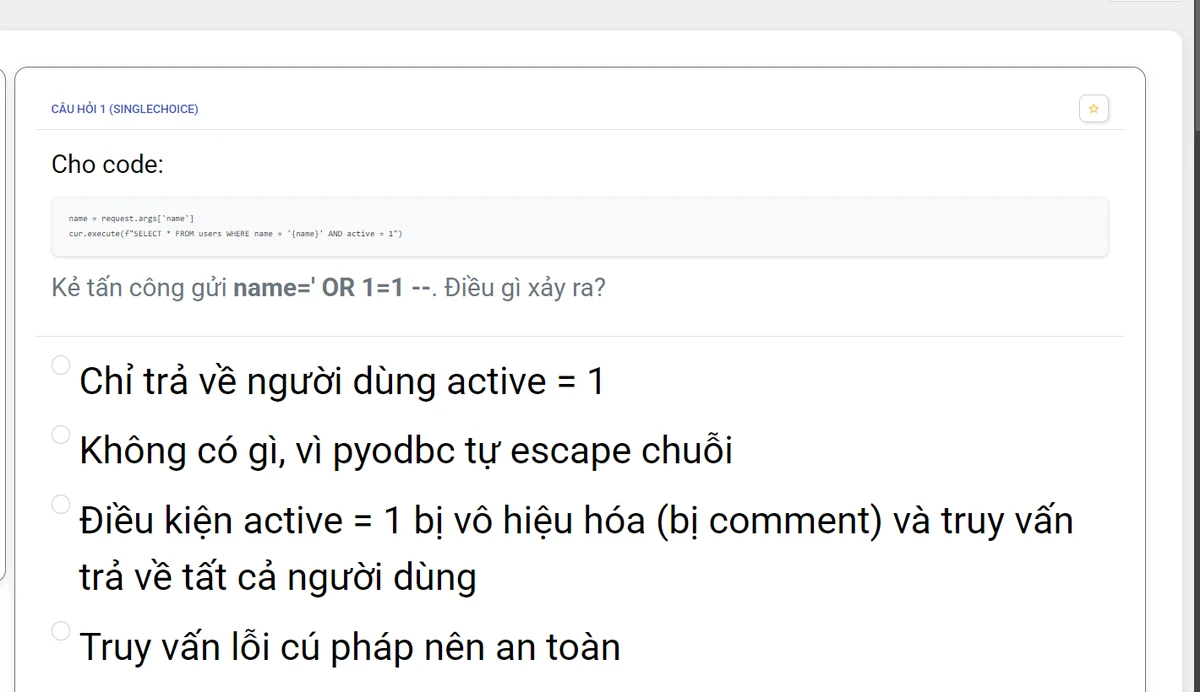 CÂU HỎI 1 (SINGLECHOICE)
Cho code:
name = request.args['name']
cur.execute(f"SELECT * FROM users WHERE name = '{name}' AND active = 1")
Kẻ tấn công gửi name=' OR 1=1 --. Điều gì xảy ra?
Chỉ trả về người dùng active = 1
Không có gì, vì pyodbc tự escape chuỗi
Điều kiện active = 1 bị vô hiệu hóa (bị comment) và truy vấn
trả về tất cả người dùng
Truy vấn lỗi cú pháp nên an toàn